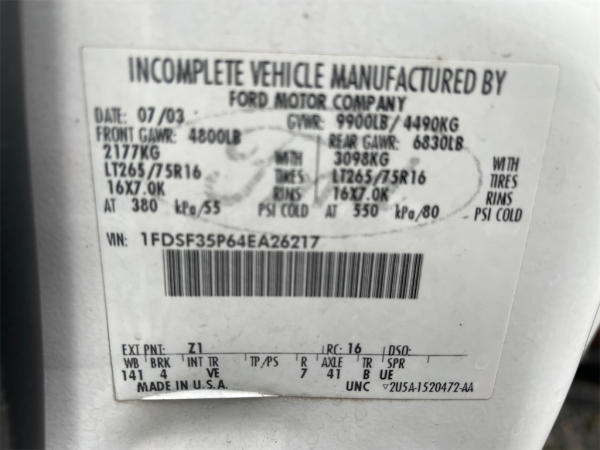 INCOMPLETE VEHICLE MANUFACTURED BY
FORD MOTOR COMPANY
DATE: 07/03 GVWR: 9900LB/4490KG
FRONT GAWR: 4800LB REAR GAWR: 6830LB
2177KG WITH 3098KG WITH
LT265/75R16 TIRES LT265/75R16 TIRES
16X7.0K RIMS 16X7.0K RIMS
AT 380 kPa/55 PSI COLD AT 550 kPa/80 PSI COLD
VIN: 1FDSF35P64EA26217
EXT PNT: Z1 RC: 16 DSO:
WB BRK INT TR TP/PS R AXLE TR SPR
141 4 VE 7 41 B UE
MADE IN U.S.A. UNC ▽2U5A-1520472-AA
Ford